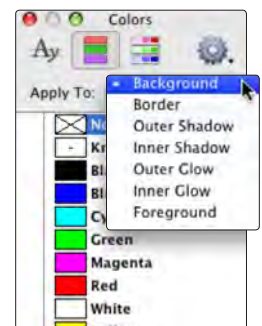 Colors
Ay
Apply To:
Background
Border
Outer Shadow
Inner Shadow
Outer Glow
Inner Glow
Foreground
Green
Magenta
Red
White